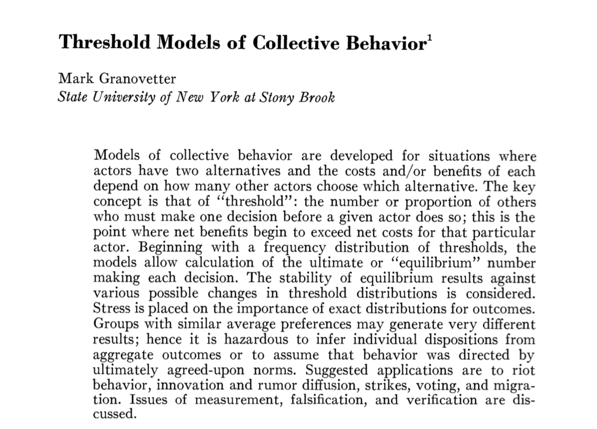 Threshold Models of Collective Behavior1
Mark Granovetter
State University of New York at Stony Brook
Models of collective behavior are developed for situations where
actors have two alternatives and the costs and/or benefits of each
depend on how many other actors choose which alternative. The key
concept is that of “threshold”: the number or proportion of others
who must make one decision before a given actor does so; this is the
point where net benefits begin to exceed net costs for that particular
actor. Beginning with a frequency distribution of thresholds, the
models allow calculation of the ultimate or “equilibrium” number
making each decision. The stability of equilibrium results against
various possible changes in threshold distributions is considered.
Stress is placed on the importance of exact distributions for outcomes.
Groups with similar average preferences may generate very different
results; hence it is hazardous to infer individual dispositions from
aggregate outcomes or to assume that behavior was directed by
ultimately agreed-upon norms. Suggested applications are to riot
behavior, innovation and rumor diffusion, strikes, voting, and migra-
tion. Issues of measurement, falsification, and verification are dis-
cussed.